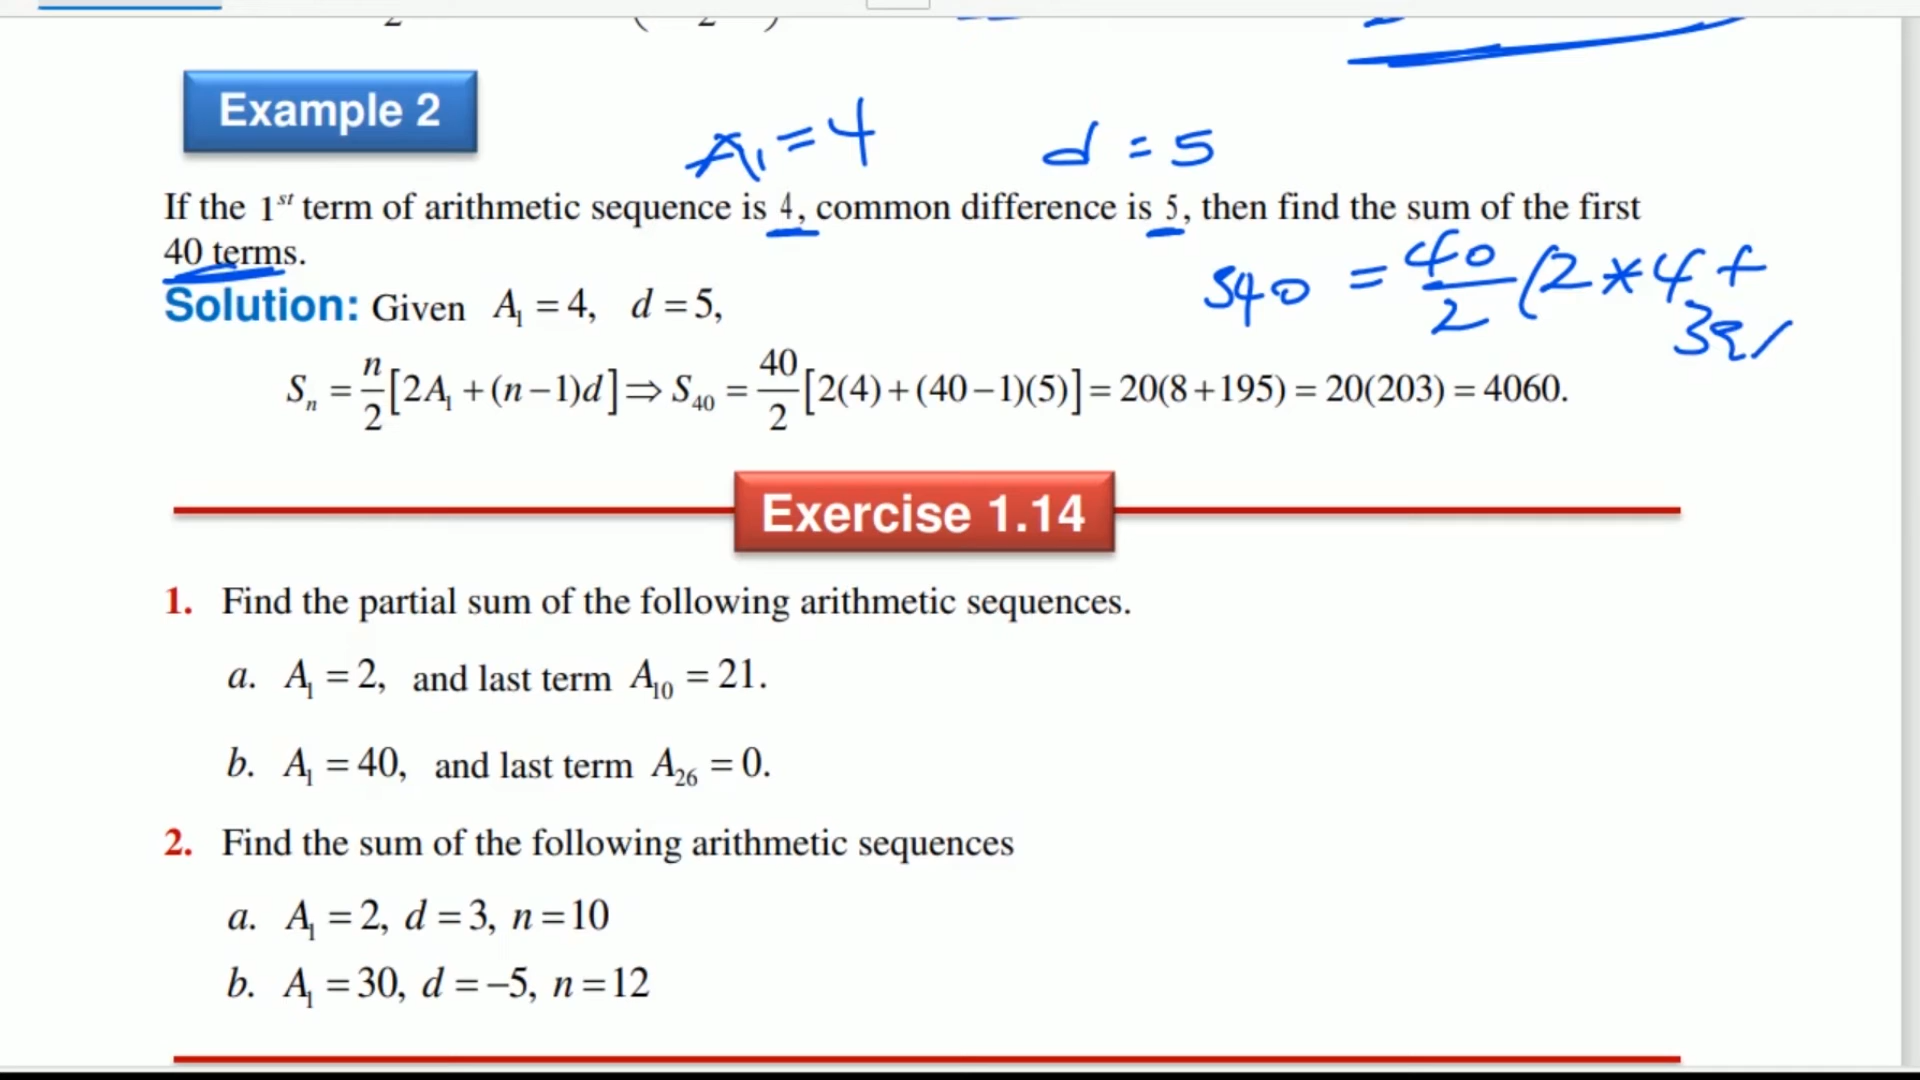 Example 2
A₁ = 4 d = 5
If the 1ˢᵗ term of arithmetic sequence is 4, common difference is 5, then find the sum of the first
40 terms.
S40 = 40/2 (2 * 4 +
39
Solution: Given A₁ = 4, d = 5,
Sₙ = n/2 [2A₁ + (n − 1)d] ⇒ S₄₀ = 40/2 [2(4) + (40 − 1)(5)] = 20(8 + 195) = 20(203) = 4060.
Exercise 1.14
1. Find the partial sum of the following arithmetic sequences.
a. A₁ = 2, and last term A₁₀ = 21.
b. A₁ = 40, and last term A₂₆ = 0.
2. Find the sum of the following arithmetic sequences
a. A₁ = 2, d = 3, n = 10
b. A₁ = 30, d = −5, n = 12